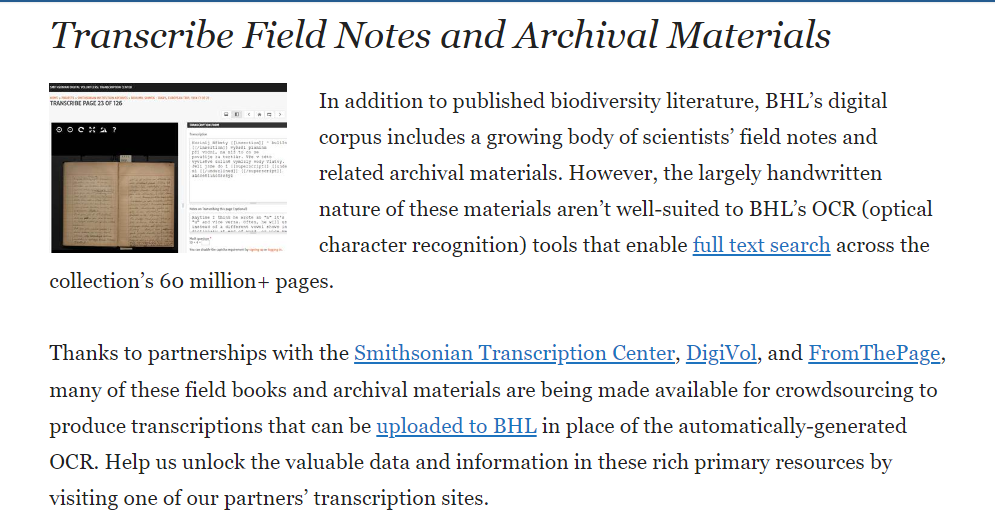 Transcribe Field Notes and Archival Materials
TRANSCRIBE PAGE 23 OF 126
In addition to published biodiversity literature, BHL’s digital
corpus includes a growing body of scientists’ field notes and
related archival materials. However, the largely handwritten
nature of these materials aren’t well-suited to BHL’s OCR (optical
character recognition) tools that enable full text search across the
collection’s 60 million+ pages.
Thanks to partnerships with the Smithsonian Transcription Center, DigiVol, and FromThePage,
many of these field books and archival materials are being made available for crowdsourcing to
produce transcriptions that can be uploaded to BHL in place of the automatically-generated
OCR. Help us unlock the valuable data and information in these rich primary resources by
visiting one of our partners’ transcription sites.